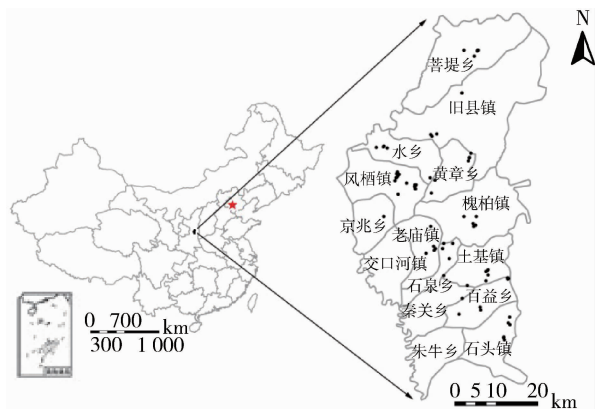 N
菩堤乡
旧县镇
水乡
黄章乡
风栖镇
槐柏镇
京兆乡
老庙镇
交口河镇
土基镇
石泉乡
百益乡
秦关乡
朱牛乡
石头镇
0 700 km
300 1 000
0 5 10 20 km